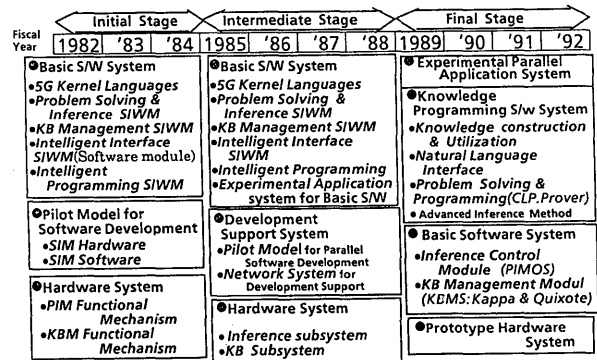 Initial Stage
Intermediate Stage
Final Stage
Fiscal
Year
1982 '83 '84
1985 '86 '87 '88
1989 '90 '91 '92
Basic S/W System
•5G Kernel Languages
•Problem Solving &
Inference SIWM
•KB Management SIWM
•Intelligent Interface
SIWM(Software module)
•Intelligent
Programming SIWM
Pilot Model for
Software Development
•SIM Hardware
•SIM Software
Hardware System
•PIM Functional
Mechanism
•KBM Functional
Mechanism
Basic S/W System
•5G Kernel Languages
•Problem Solving &
Inference SIWM
•KB Management SIWM
•Intelligent Interface
SIWM
•Intelligent Programming
•Experimental Application
system for Basic S/W
Development
Support System
•Pilot Model for Parallel
Software Development
•Network System for
Development Support
Hardware System
•Inference subsystem
•KB Subsystem
Experimental Parallel
Application System
Knowledge
Programming S/w System
•Knowledge construction
& Utilization
•Natural Language
Interface
•Problem Solving &
Programming(CLP.Prover)
•Advanced Inference Method
Basic Software System
•Inference Control
Module (PIMOS)
•KB Management Modul
(KBMS:Kappa & Quixote)
Prototype Hardware
System